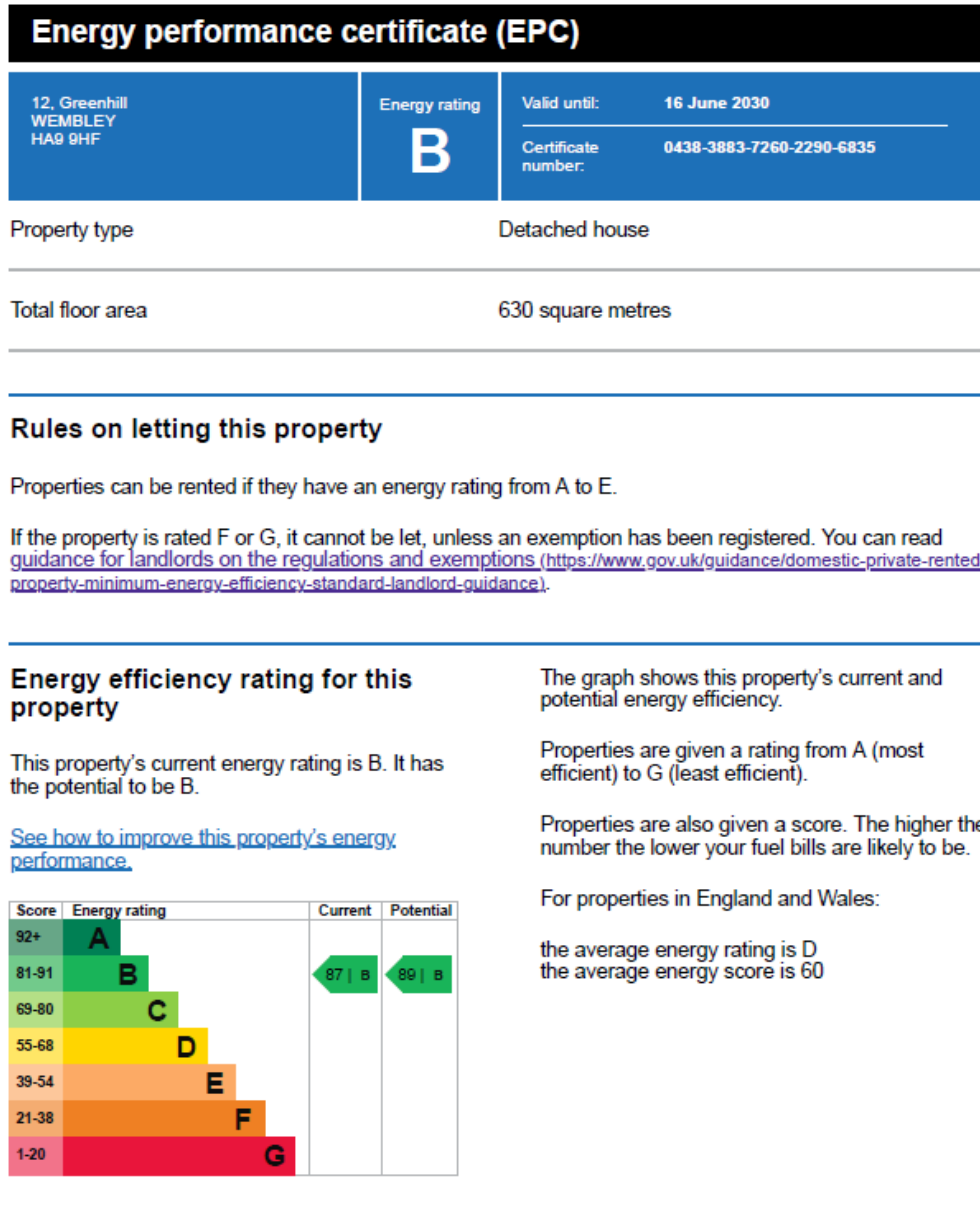 Energy performance certificate (EPC)
12, Greenhill
WEMBLEY
HA9 9HF
Energy rating
B
Valid until: 16 June 2030
Certificate number: 0438-3883-7260-2290-6835
Property type Detached house
Total floor area 630 square metres
Rules on letting this property
Properties can be rented if they have an energy rating from A to E.
If the property is rated F or G, it cannot be let, unless an exemption has been registered. You can read
guidance for landlords on the regulations and exemptions (https://www.gov.uk/guidance/domestic-private-rented
property-minimum-energy-efficiency-standard-landlord-guidance).
Energy efficiency rating for this
property
This property's current energy rating is B. It has
the potential to be B.
See how to improve this property's energy
performance.
Score Energy rating Current Potential
92+ A
81-91 B 87 | B 89 | B
69-80 C
55-68 D
39-54 E
21-38 F
1-20 G
The graph shows this property's current and
potential energy efficiency.
Properties are given a rating from A (most
efficient) to G (least efficient).
Properties are also given a score. The higher the
number the lower your fuel bills are likely to be.
For properties in England and Wales:
the average energy rating is D
the average energy score is 60